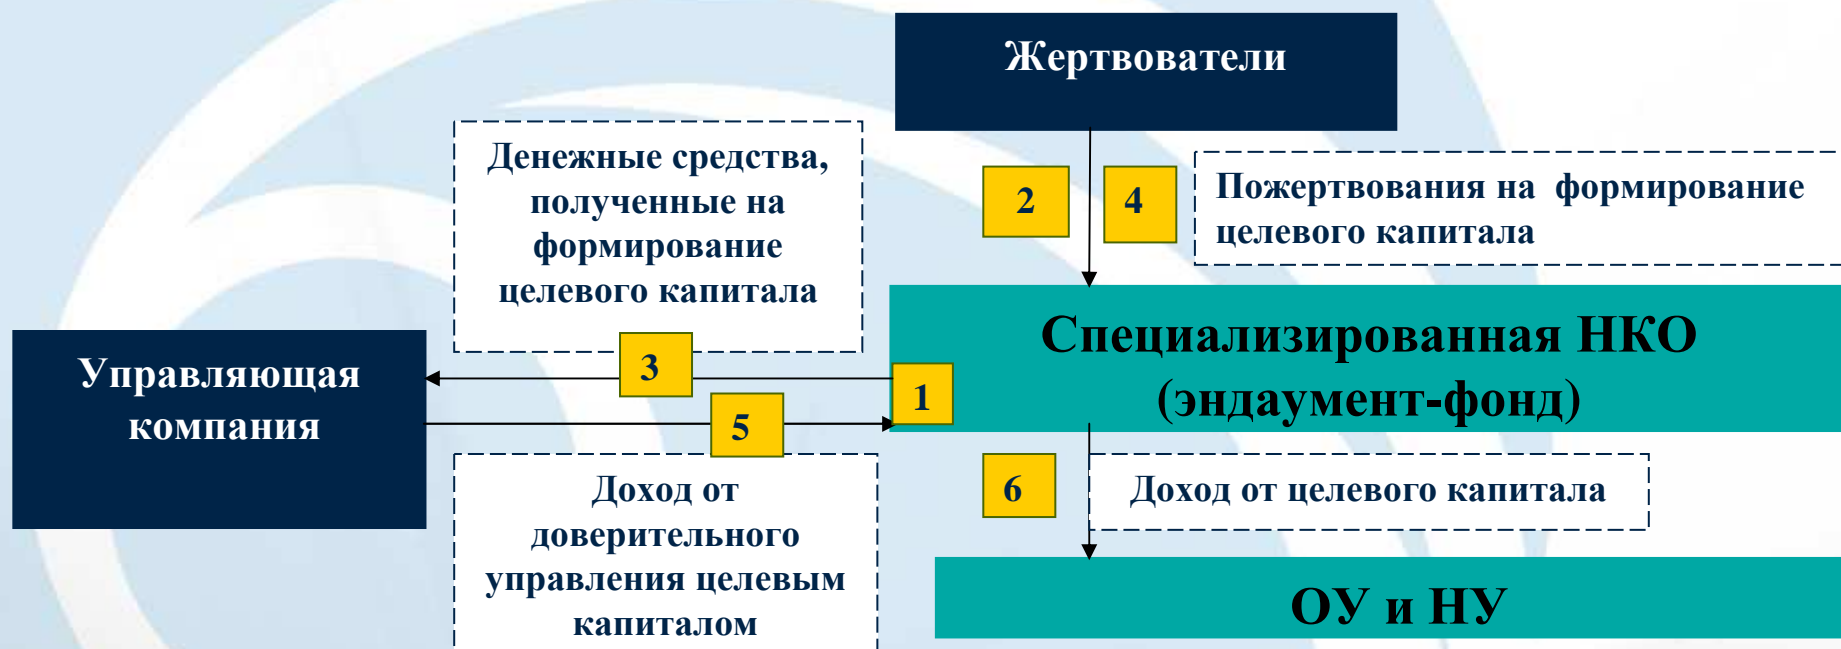 Жертвователи
Денежные средства,
полученные на
формирование
целевого капитала
2
4
Пожертвования на формирование
целевого капитала
Управляющая
компания
3
1
5
Специализированная НКО
(эндаумент-фонд)
Доход от
доверительного
управления целевым
капиталом
6
Доход от целевого капитала
ОУ и НУ